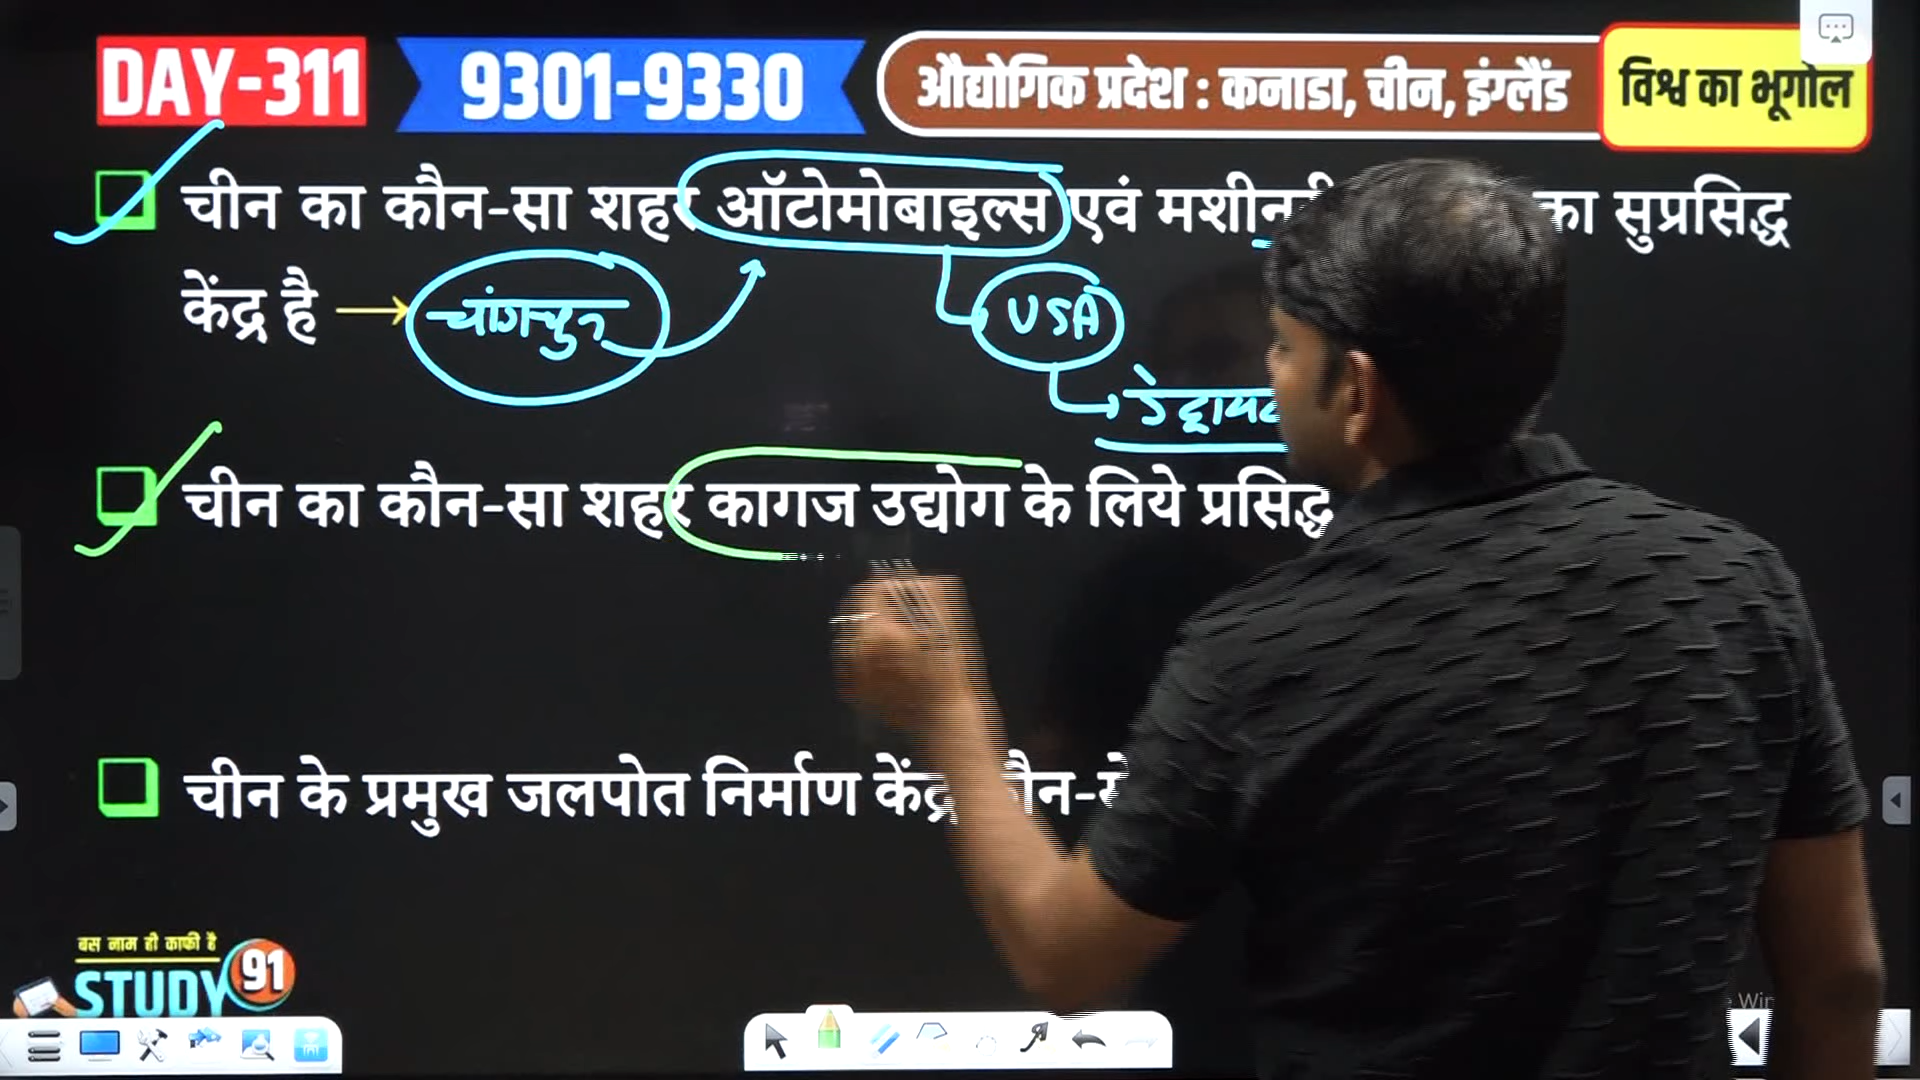 DAY-311
9301-9330
औद्योगिक प्रदेश : कनाडा, चीन, इंग्लैंड
विश्व का भूगोल
चीन का कौन-सा शहर ऑटोमोबाइल्स एवं का सुप्रसिद्ध
केंद्र है → चांगचुन
USA
चीन का कौन-सा शहर कागज उद्योग के लिये प्रसिद्ध
चीन के प्रमुख जलपोत निर्माण
बस नाम ही काफी है
STUDY 91